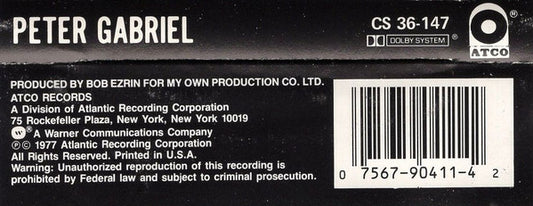 PETER GABRIEL
CS 36-147
DOLBY SYSTEM ®
ATCO ®
PRODUCED BY BOB EZRIN FOR MY OWN PRODUCTION CO. LTD.
ATCO RECORDS
A Division of Atlantic Recording Corporation
75 Rockefeller Plaza, New York, New York 10019
® A Warner Communications Company
℗ © 1977 Atlantic Recording Corporation
All Rights Reserved. Printed in U.S.A.
Warning: Unauthorized reproduction of this recording is
prohibited by Federal law and subject to criminal prosecution.
0 7567-90411-4 2